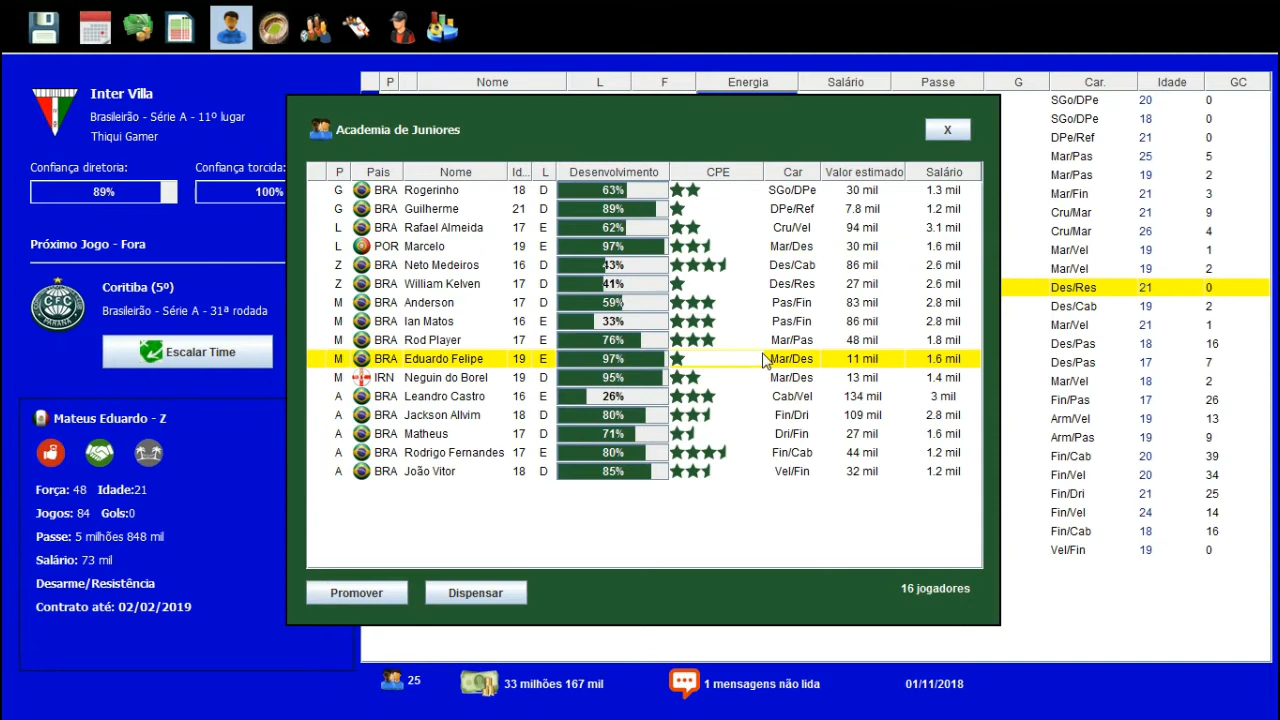 Inter Villa
Brasileirão - Série A - 11º lugar
Thiqui Gamer
Confiança diretoria: Confiança torcida:
89% 100%
Próximo Jogo - Fora
Coritiba (5º)
Brasileirão - Série A - 31ª rodada
Escalar Time
Mateus Eduardo - Z
Força: 48 Idade:21
Jogos: 84 Gols:0
Passe: 5 milhões 848 mil
Salário: 73 mil
Desarme/Resistência
Contrato até: 02/02/2019
P Nome L F Energia Salário Passe G Car. Idade GC
Academia de Juniores
X
P Pais Nome Id... L Desenvolvimento CPE Car Valor estimado Salário
G BRA Rogerinho 18 D 63% SGo/DPe 30 mil 1.3 mil
G BRA Guilherme 21 D 89% DPe/Ref 7.8 mil 1.2 mil
L BRA Rafael Almeida 17 E 62% Cru/Vel 94 mil 3.1 mil
L POR Marcelo 19 E 97% Mar/Des 30 mil 1.6 mil
Z BRA Neto Medeiros 16 D 43% Des/Cab 86 mil 2.6 mil
Z BRA William Kelven 17 D 41% Des/Res 27 mil 2.6 mil
M BRA Anderson 17 D 59% Pas/Fin 83 mil 2.8 mil
M BRA Ian Matos 16 E 33% Pas/Fin 86 mil 2.8 mil
M BRA Rod Player 17 E 76% Mar/Pas 48 mil 1.8 mil
M BRA Eduardo Felipe 19 E 97% Mar/Des 11 mil 1.6 mil
M IRN Neguin do Borel 19 D 95% Mar/Des 13 mil 1.4 mil
A BRA Leandro Castro 16 E 26% Cab/Vel 134 mil 3 mil
A BRA Jackson Allvim 18 D 80% Fin/Dri 109 mil 2.8 mil
A BRA Matheus 17 D 71% Dri/Fin 27 mil 1.6 mil
A BRA Rodrigo Fernandes 17 E 80% Fin/Cab 44 mil 1.2 mil
A BRA João Vitor 18 D 85% Vel/Fin 32 mil 1.2 mil
Promover Dispensar 16 jogadores
SGo/DPe 20 0
SGo/DPe 18 0
DPe/Ref 21 0
Mar/Pas 25 5
Mar/Pas 19 2
Mar/Fin 21 3
Cru/Mar 21 9
Cru/Mar 26 4
Mar/Vel 19 1
Mar/Vel 19 2
Des/Res 21 0
Des/Cab 19 2
Mar/Vel 21 1
Des/Pas 18 16
Des/Pas 17 7
Mar/Vel 18 2
Fin/Pas 17 26
Arm/Vel 19 13
Arm/Pas 19 9
Fin/Cab 20 39
Fin/Vel 20 34
Fin/Dri 21 25
Fin/Vel 24 14
Fin/Cab 18 16
Vel/Fin 19 0
25 33 milhões 167 mil 1 mensagens não lida 01/11/2018